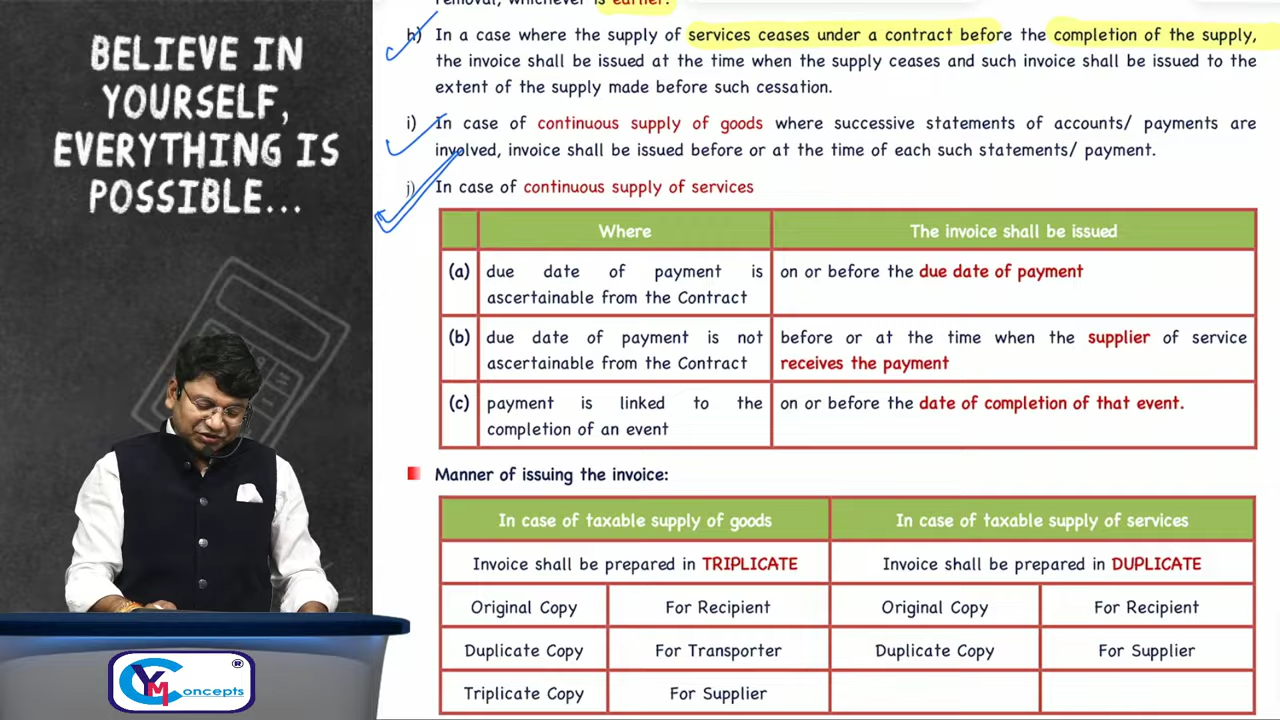 BELIEVE IN
YOURSELF,
EVERYTHING IS
POSSIBLE...
removal, whichever is earlier.
h) In a case where the supply of services ceases under a contract before the completion of the supply,
the invoice shall be issued at the time when the supply ceases and such invoice shall be issued to the
extent of the supply made before such cessation.
i) In case of continuous supply of goods where successive statements of accounts/ payments are
involved, invoice shall be issued before or at the time of each such statements/ payment.
j) In case of continuous supply of services
Where The invoice shall be issued
(a) due date of payment is on or before the due date of payment
ascertainable from the Contract
(b) due date of payment is not before or at the time when the supplier of service
ascertainable from the Contract receives the payment
(c) payment is linked to the on or before the date of completion of that event.
completion of an event
Manner of issuing the invoice:
In case of taxable supply of goods In case of taxable supply of services
Invoice shall be prepared in TRIPLICATE Invoice shall be prepared in DUPLICATE
Original Copy For Recipient Original Copy For Recipient
Duplicate Copy For Transporter Duplicate Copy For Supplier
Triplicate Copy For Supplier
YM Concepts ®